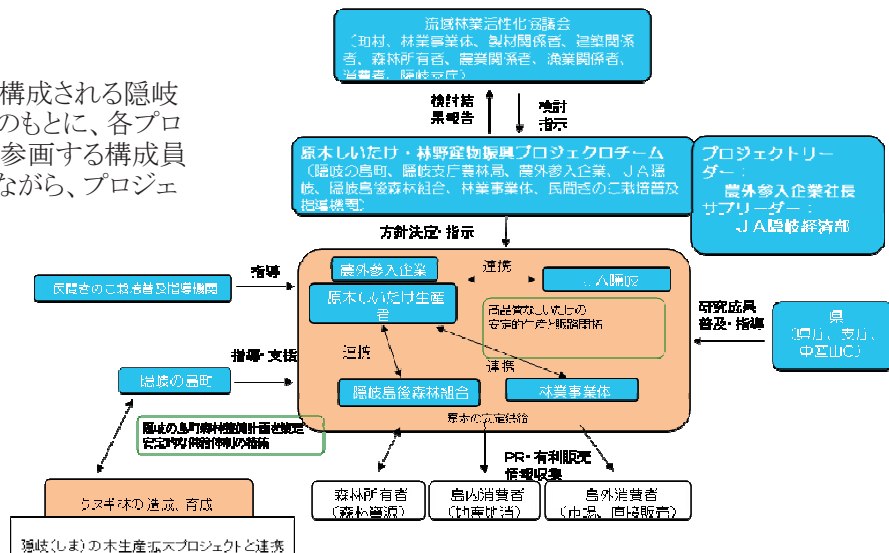 流域林業活性化協議会
（町村、林業事業体、製材関係者、建築関係
者、森林所有者、農業関係者、漁業関係者、
消費者、隠岐支庁）
構成される隠岐
のもとに、各プロ
参画する構成員
ながら、プロジェ
検討結
果報告
検討
指示
原木しいたけ・林野産物振興プロジェクロチーム
（隠岐の島町、隠岐支庁農林局、農外参入企業、ＪＡ隠
岐、隠岐島後森林組合、林業事業体、民間きのこ栽培普及
指導機関）
プロジェクトリー
ダー：
農外参入企業社長
サブリーダー：
ＪＡ隠岐経済部
方針決定・指示
農外参入企業
連携
ＪＡ隠岐
民間きのこ栽培普及指導機関
指導
原木しいたけ生産
者
高品質なしいたけの
安定的生産と販路開拓
研究成果
普及・指導
県
（県庁、支庁、
中山間C）
指導・支援
連携
連携
隠岐の島町
隠岐島後森林組合
林業事業体
原木の安定供給
隠岐の島町森林整備計画を策定
安定的な供給体制の整備
PR・有利販売
情報収集
クヌギ林の造成、育成
森林所有者
（森林資源）
島内消費者
（地産地消）
島外消費者
（市場、直接販売）
隠岐（しま）の木生産拡大プロジェクトと連携